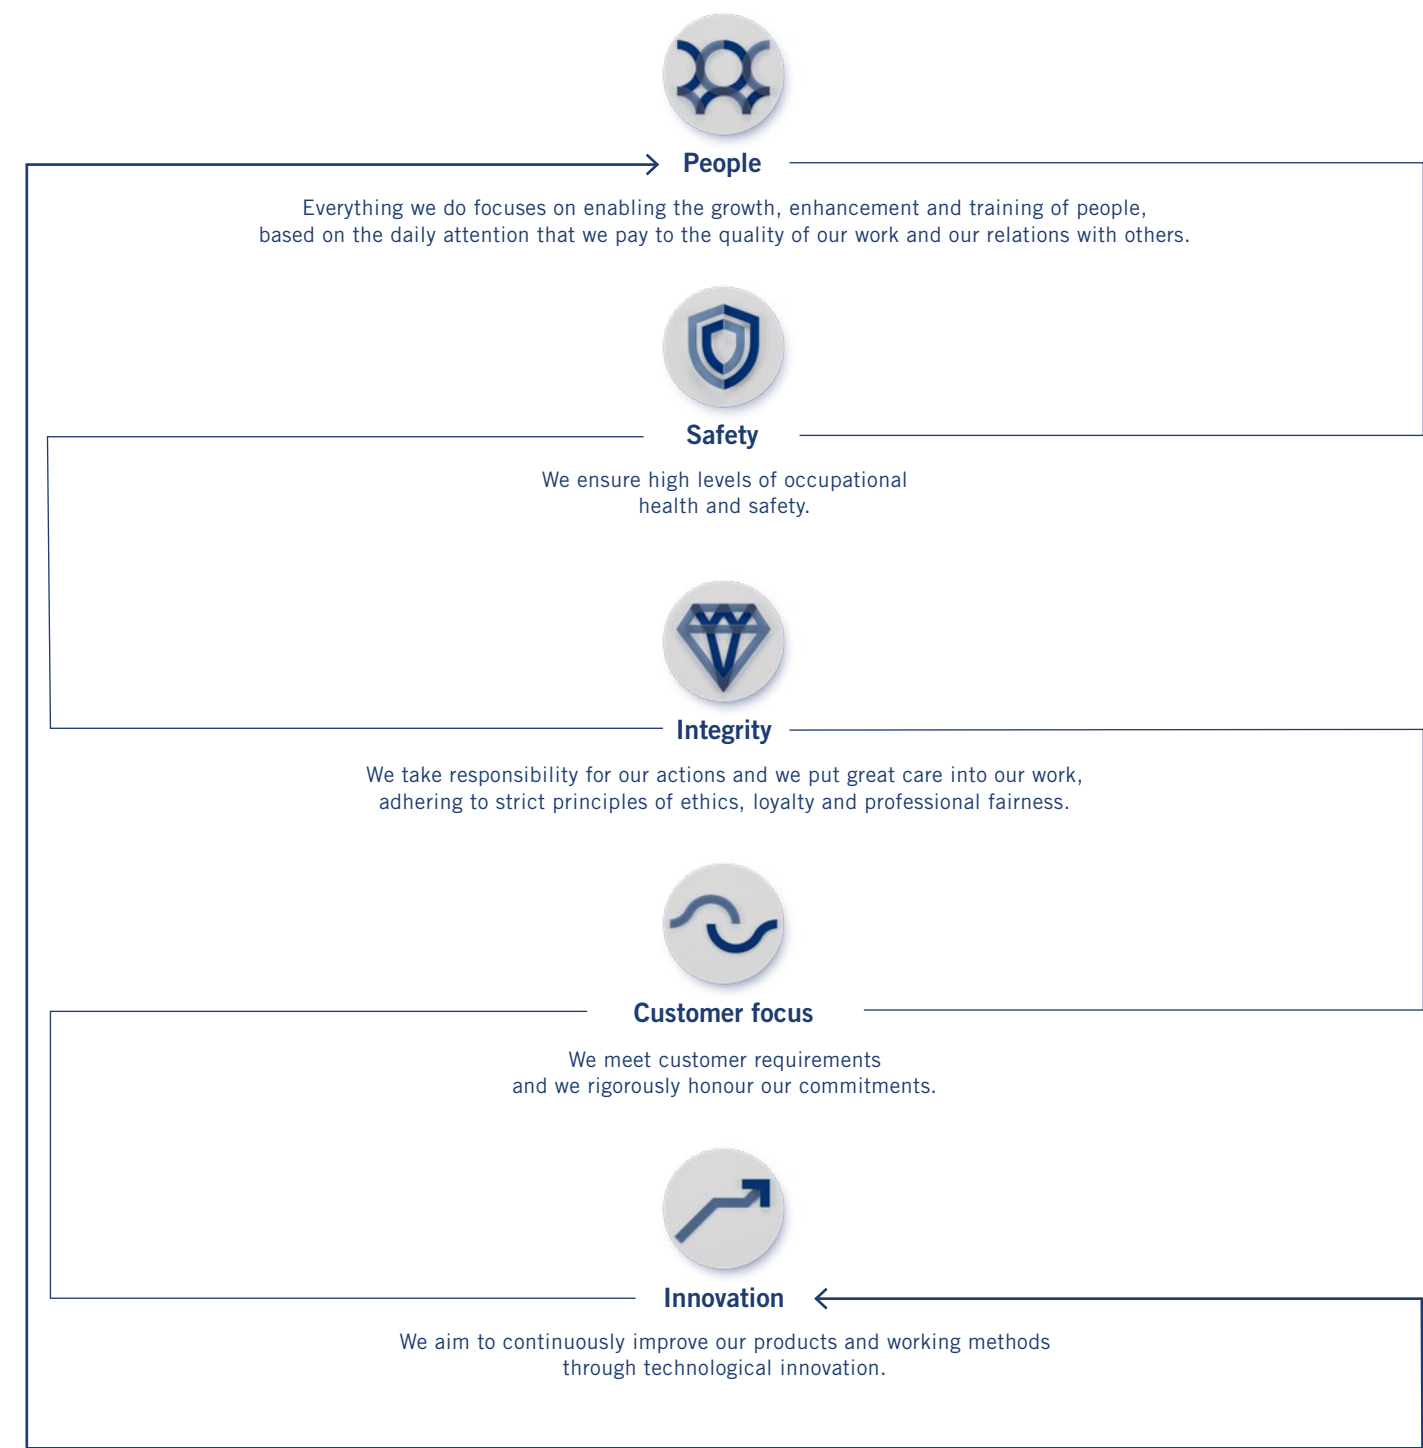 People
Everything we do focuses on enabling the growth, enhancement and training of people,
based on the daily attention that we pay to the quality of our work and our relations with others.
Safety
We ensure high levels of occupational
health and safety.
Integrity
We take responsibility for our actions and we put great care into our work,
adhering to strict principles of ethics, loyalty and professional fairness.
Customer focus
We meet customer requirements
and we rigorously honour our commitments.
Innovation
We aim to continuously improve our products and working methods
through technological innovation.